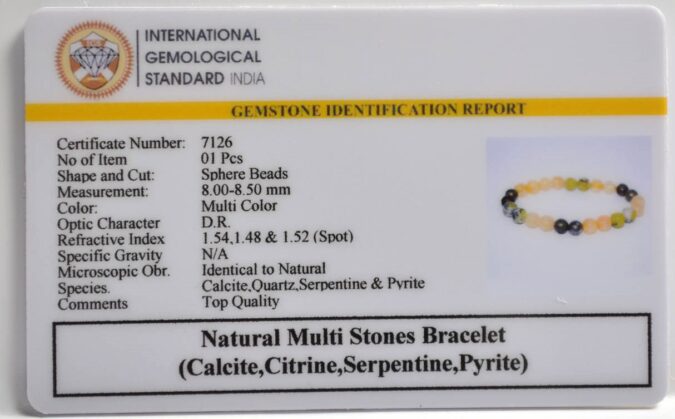 INTERNATIONAL
GEMOLOGICAL
STANDARD INDIA
GEMSTONE IDENTIFICATION REPORT
Certificate Number: 7126
No of Item 01 Pcs
Shape and Cut: Sphere Beads
Measurement: 8.00-8.50 mm
Color: Multi Color
Optic Character D.R.
Refractive Index 1.54,1.48 & 1.52 (Spot)
Specific Gravity N/A
Microscopic Obr. Identical to Natural
Species. Calcite,Quartz,Serpentine & Pyrite
Comments Top Quality
Natural Multi Stones Bracelet
(Calcite,Citrine,Serpentine,Pyrite)